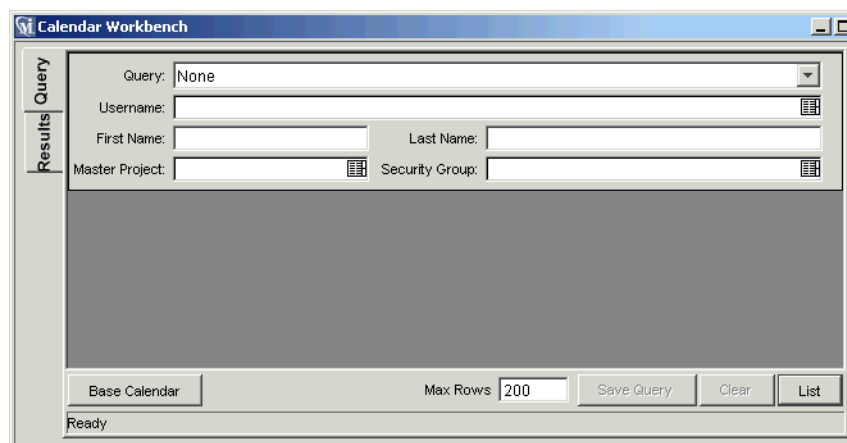 Calendar Workbench
Query
Results
Query: None
Username:
First Name: Last Name:
Master Project: Security Group:
Base Calendar Max Rows 200 Save Query Clear List
Ready